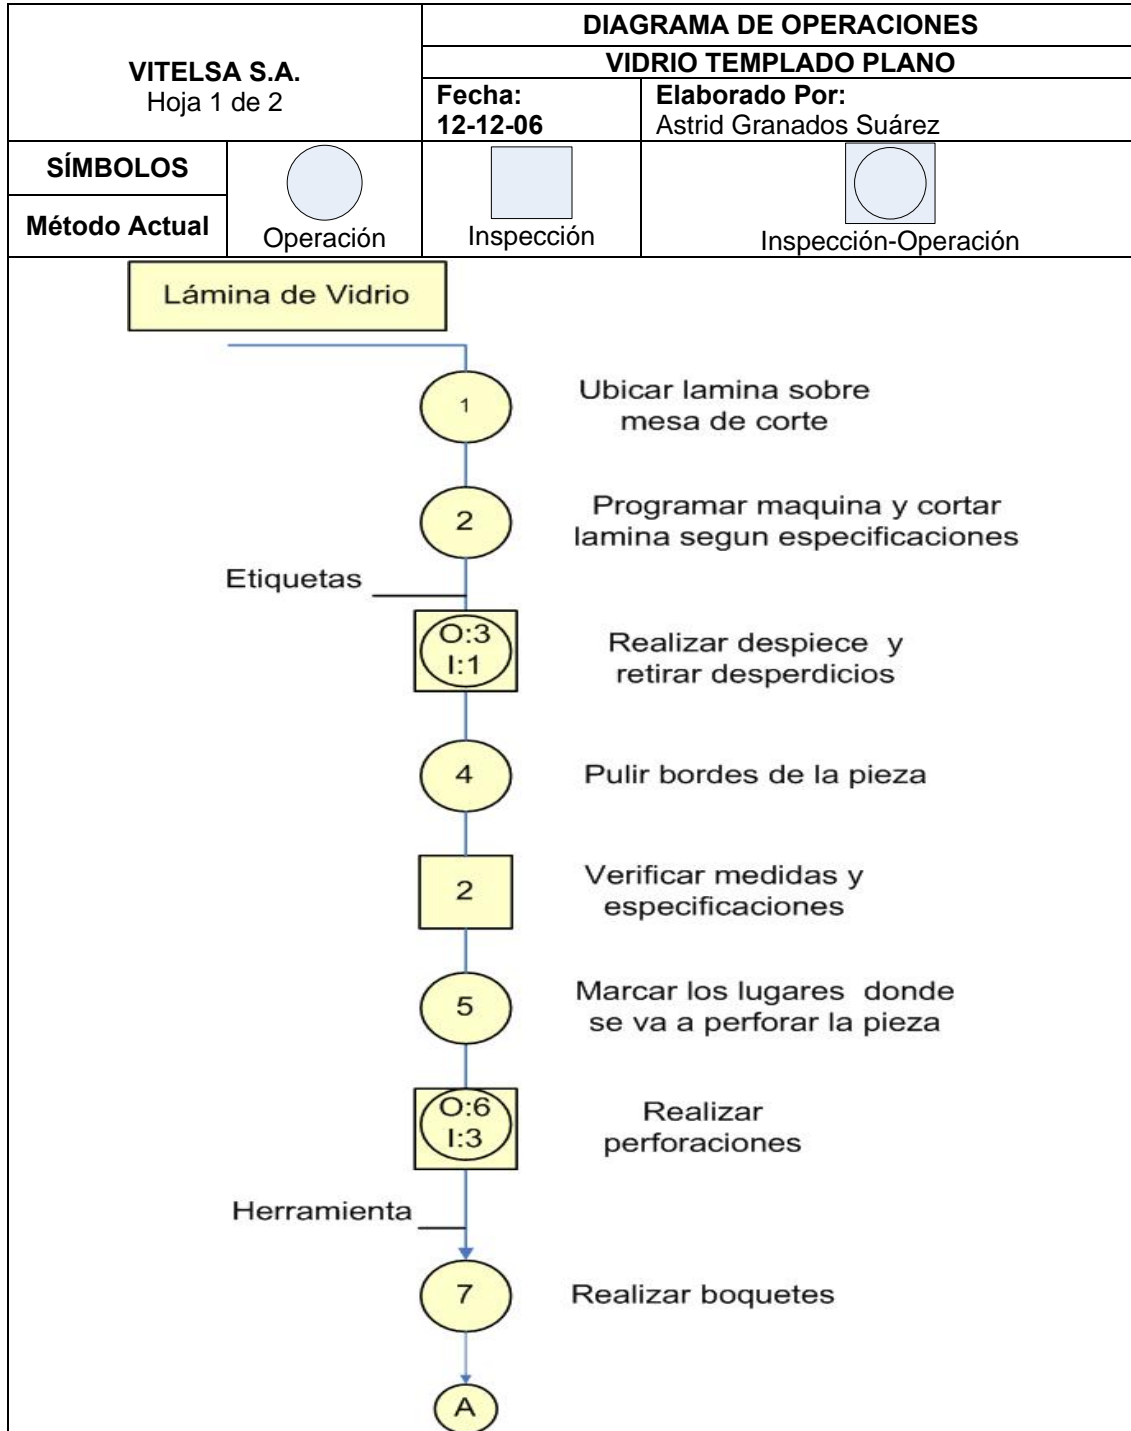 VITELSA S.A.
Hoja 1 de 2
DIAGRAMA DE OPERACIONES
VIDRIO TEMPLADO PLANO
Fecha:
12-12-06
Elaborado Por:
Astrid Granados Suárez
SÍMBOLOS
Método Actual
Operación
Inspección
Inspección-Operación
Lámina de Vidrio
1
Ubicar lamina sobre
mesa de corte
2
Programar maquina y cortar
lamina segun especificaciones
Etiquetas
O:3
I:1
Realizar despiece y
retirar desperdicios
4
Pulir bordes de la pieza
2
Verificar medidas y
especificaciones
5
Marcar los lugares donde
se va a perforar la pieza
O:6
I:3
Realizar
perforaciones
Herramienta
7
Realizar boquetes
A